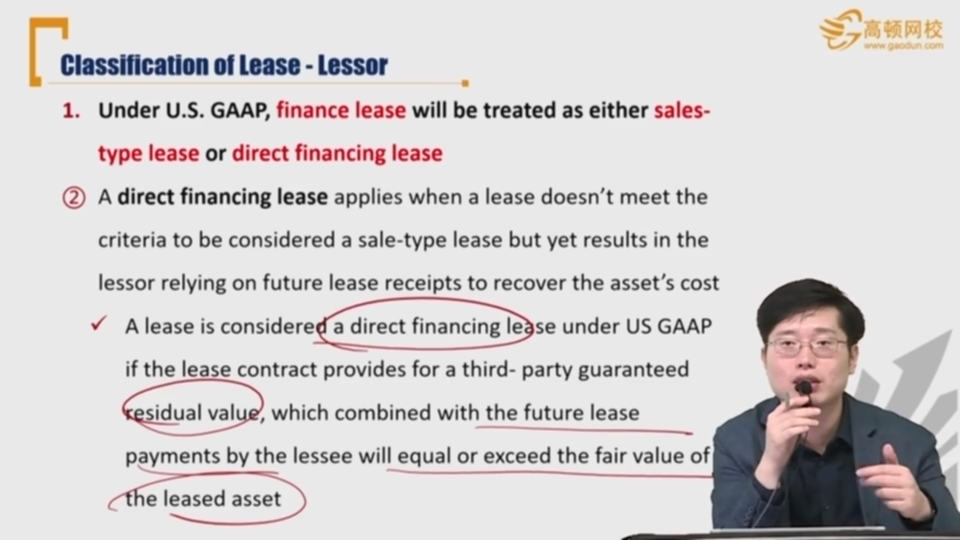 高顿网校
www.gaodun.com
Classification of Lease - Lessor
1. Under U.S. GAAP, finance lease will be treated as either sales-
type lease or direct financing lease
② A direct financing lease applies when a lease doesn't meet the
criteria to be considered a sale-type lease but yet results in the
lessor relying on future lease receipts to recover the asset's cost
✓ A lease is considered a direct financing lease under US GAAP
if the lease contract provides for a third- party guaranteed
residual value, which combined with the future lease
payments by the lessee will equal or exceed the fair value of
the leased asset